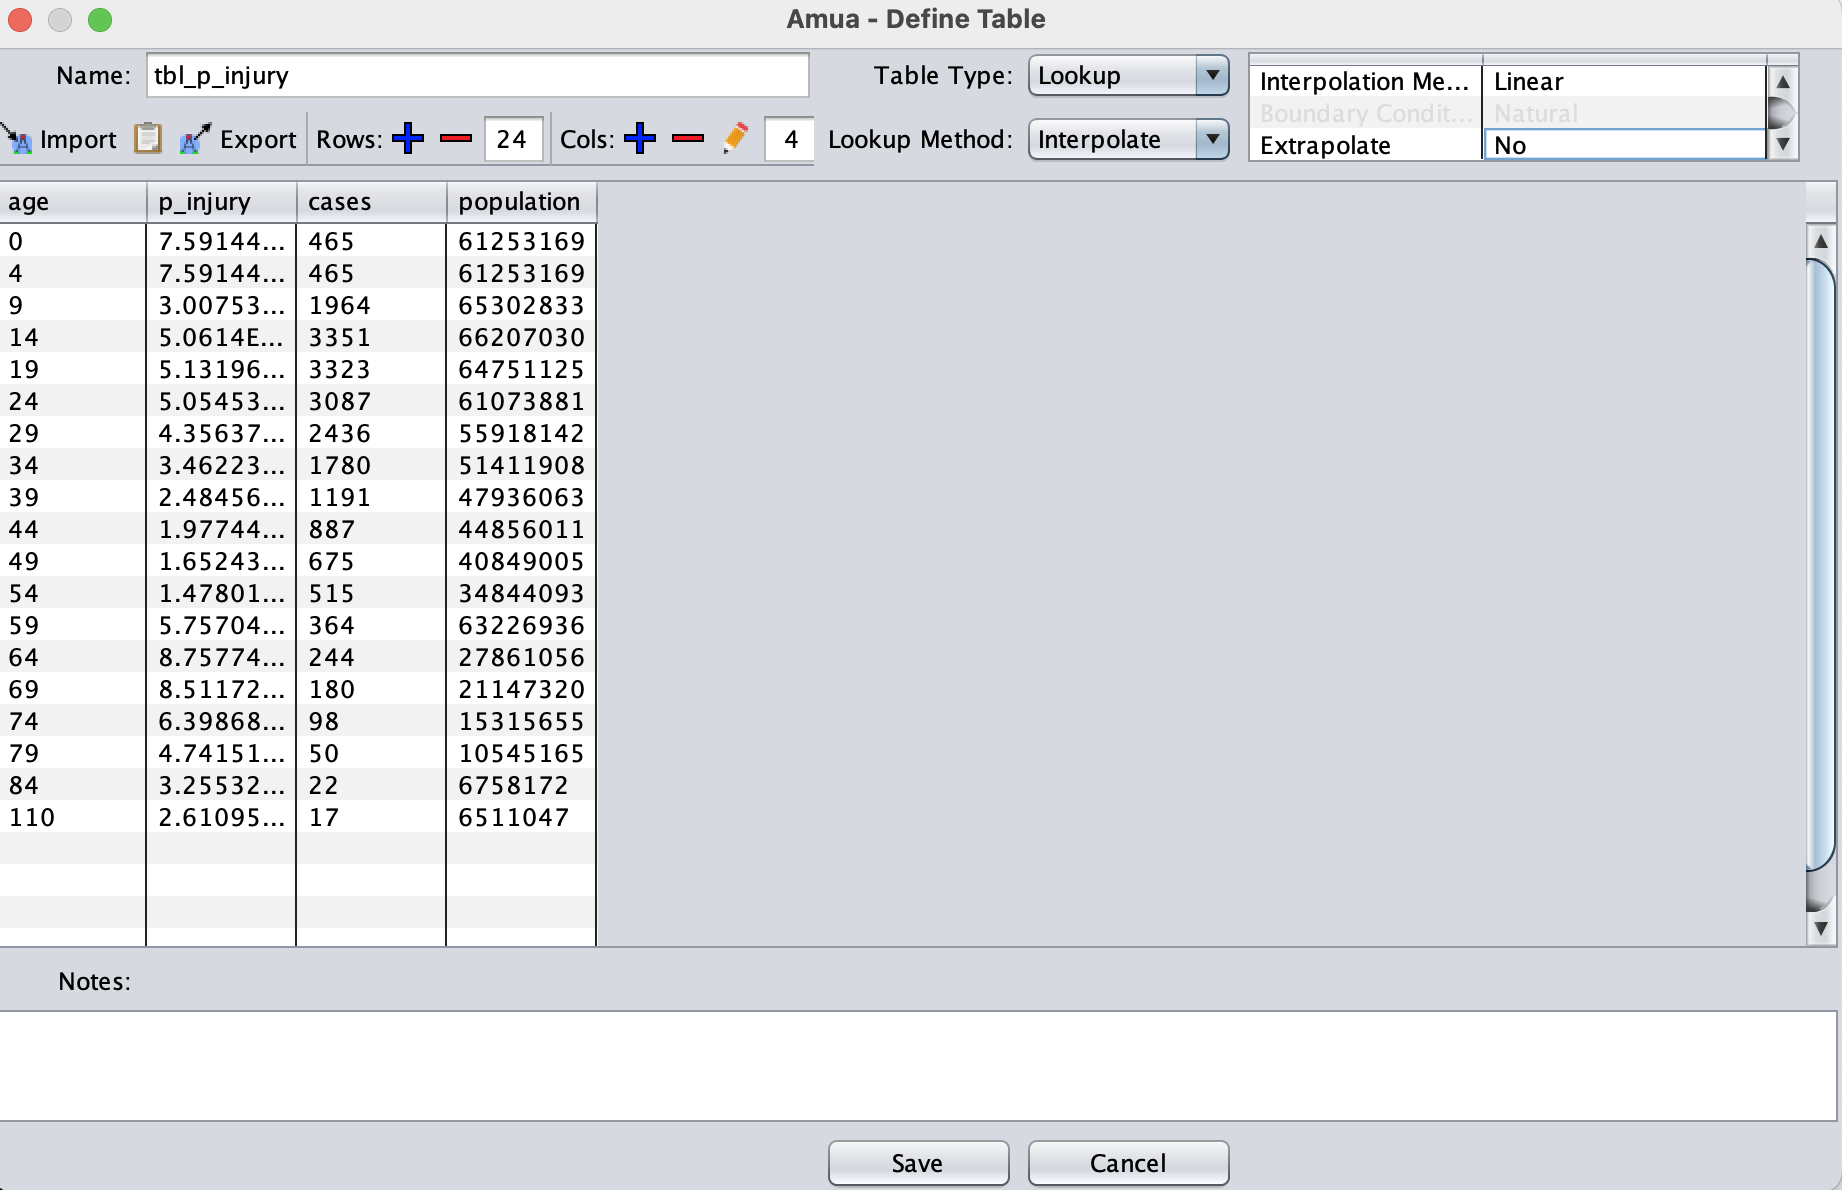 Amua - Define Table
Name: tbl_p_injury Table Type: Lookup
Interpolation Me... Linear
Boundary Condit... Natural
Extrapolate No
Import Export Rows: 24 Cols: 4 Lookup Method: Interpolate
age p_injury cases population
0 7.59144... 465 61253169
4 7.59144... 465 61253169
9 3.00753... 1964 65302833
14 5.0614E... 3351 66207030
19 5.13196... 3323 64751125
24 5.05453... 3087 61073881
29 4.35637... 2436 55918142
34 3.46223... 1780 51411908
39 2.48456... 1191 47936063
44 1.97744... 887 44856011
49 1.65243... 675 40849005
54 1.47801... 515 34844093
59 5.75704... 364 63226936
64 8.75774... 244 27861056
69 8.51172... 180 21147320
74 6.39868... 98 15315655
79 4.74151... 50 10545165
84 3.25532... 22 6758172
110 2.61095... 17 6511047
Notes:
Save Cancel